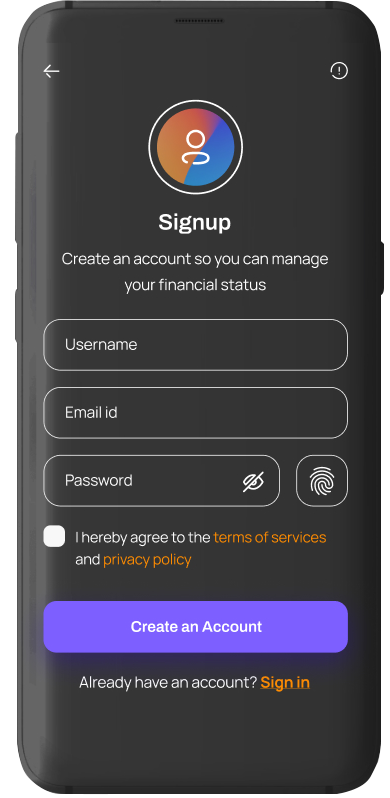 Signup
Create an account so you can manage
your financial status
Username
Email id
Password
I hereby agree to the terms of services
and privacy policy
Create an Account
Already have an account? Sign in